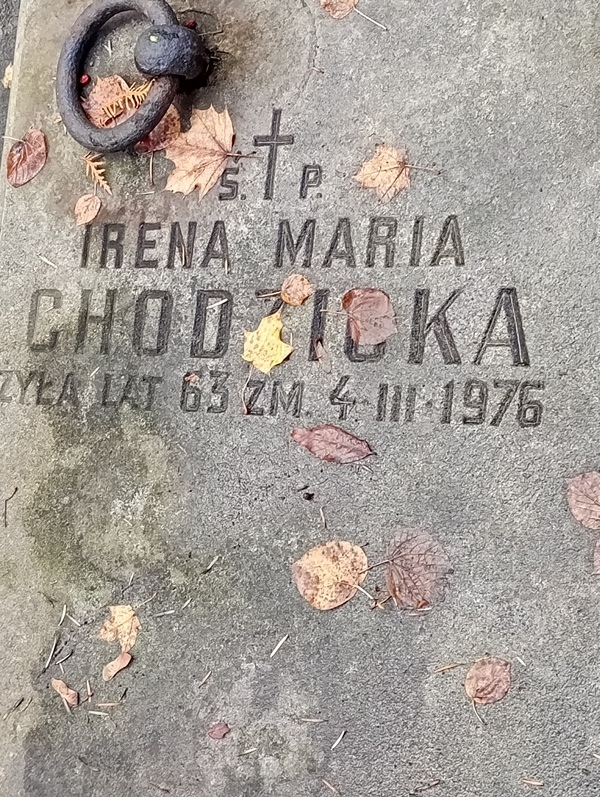 Ś. P.
IRENA MARIA
CHODZICKA
ŻYŁA LAT 63 ZM. 4·III·1976